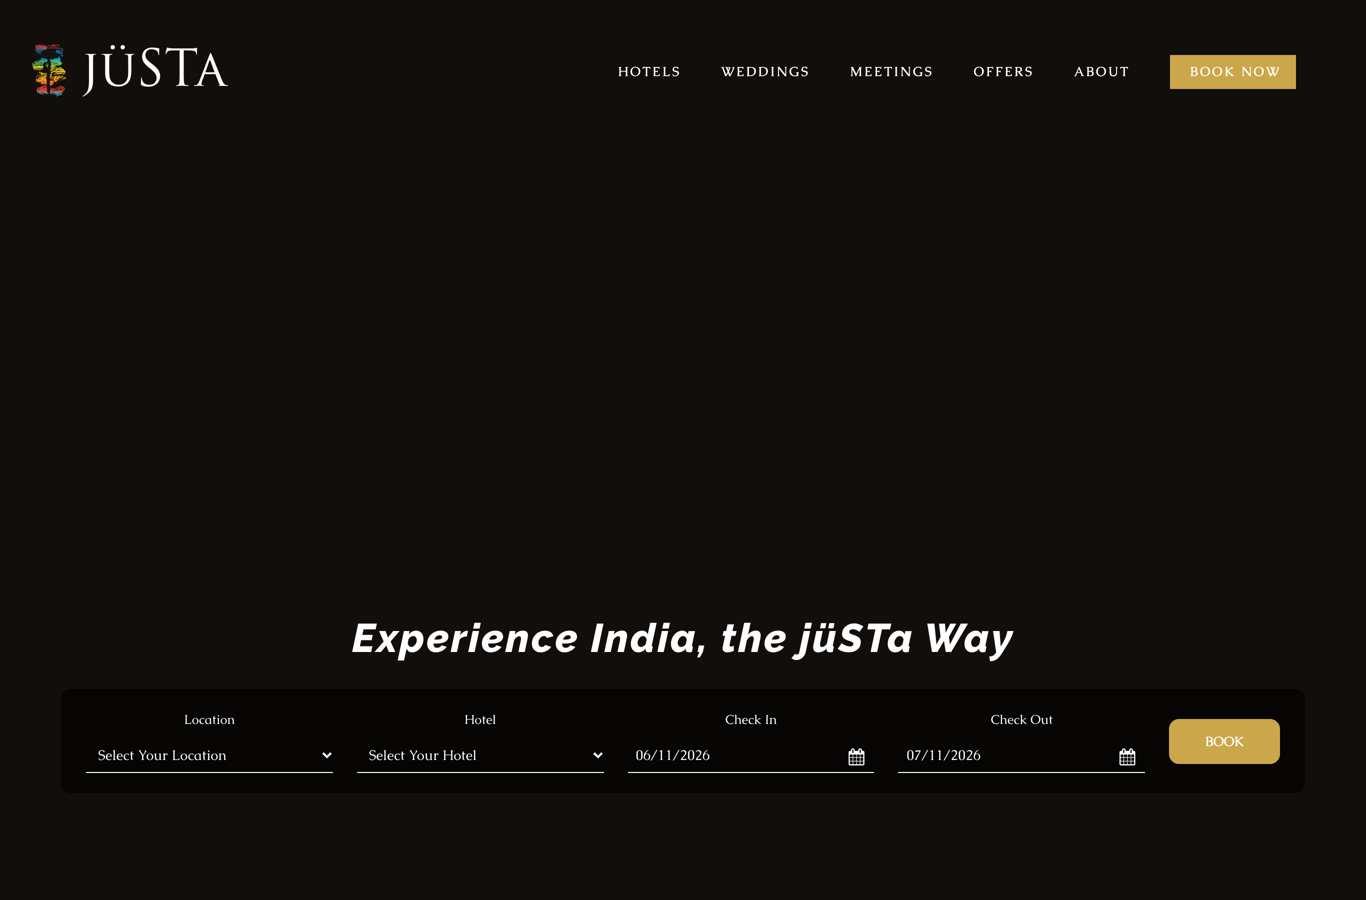 JÜSTA
HOTELS WEDDINGS MEETINGS OFFERS ABOUT BOOK NOW
Experience India, the jüSTa Way
Location Hotel Check In Check Out
Select Your Location Select Your Hotel 06/11/2026 07/11/2026 BOOK